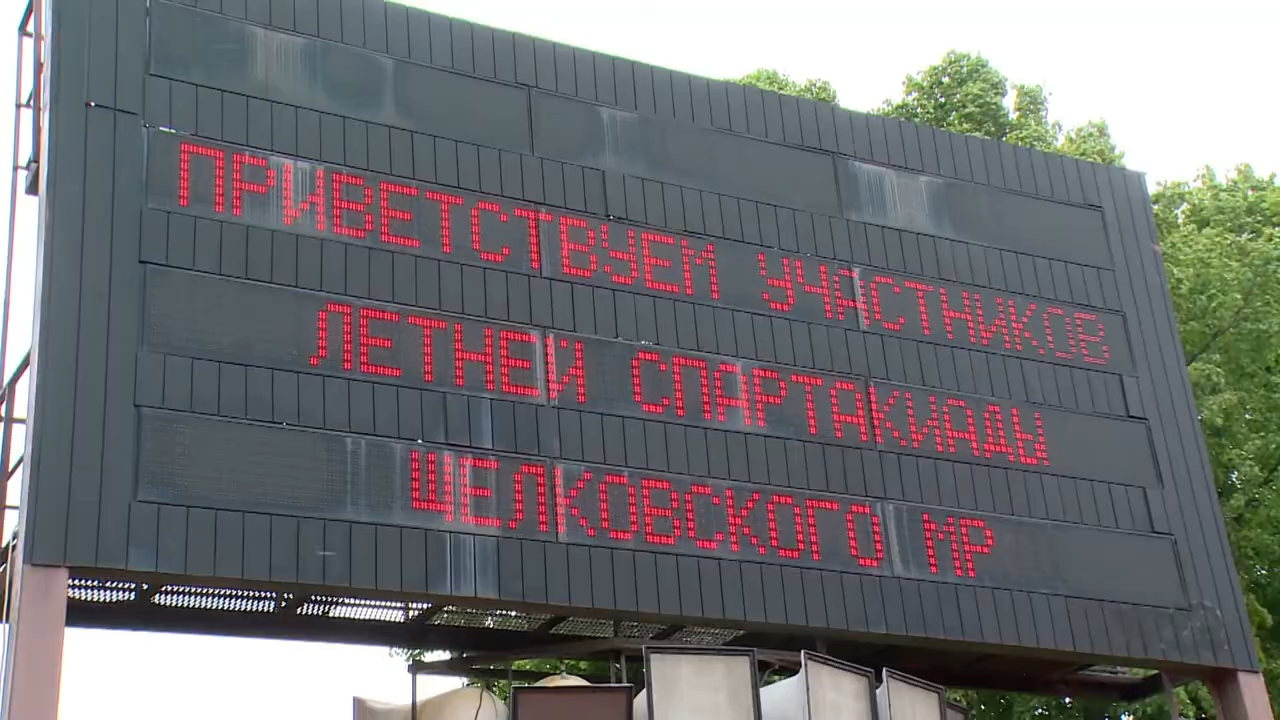 ПРИВЕТСТВУЕМ УЧАСТНИКОВ
ЛЕТНЕЙ СПАРТАКИАДЫ
ЩЕЛКОВСКОГО МР